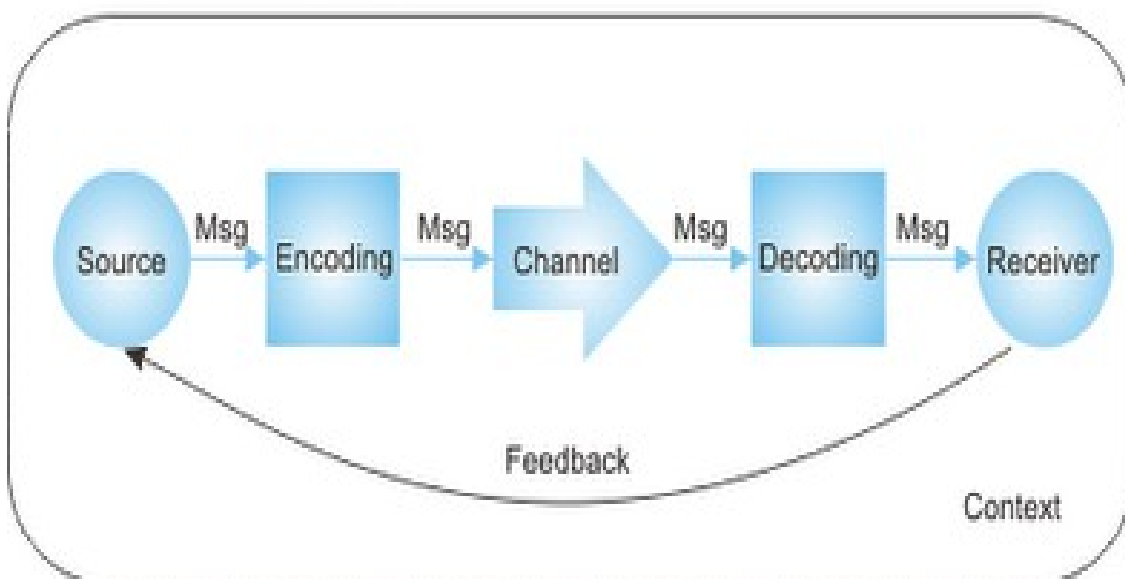 Source
Msg
Encoding
Msg
Channel
Msg
Decoding
Msg
Receiver
Feedback
Context